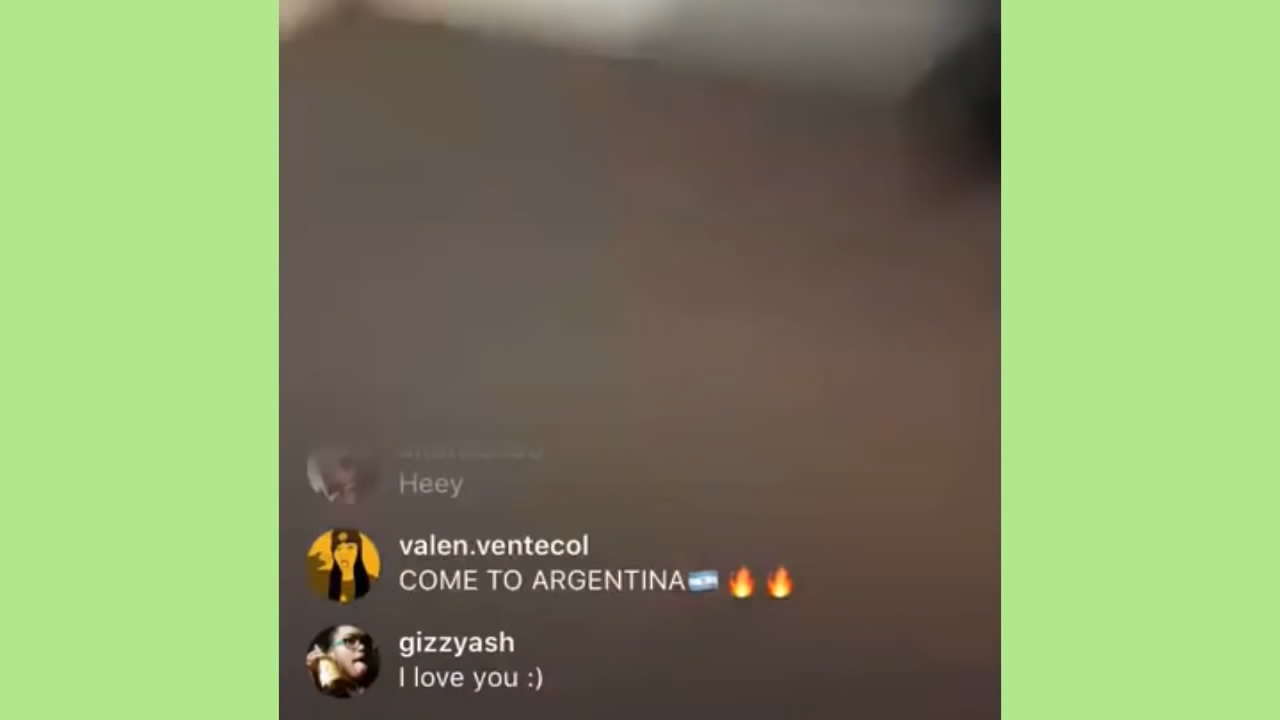 Heey
valen.ventecol
COME TO ARGENTINA🇦🇷🔥🔥
gizzyash
I love you :)